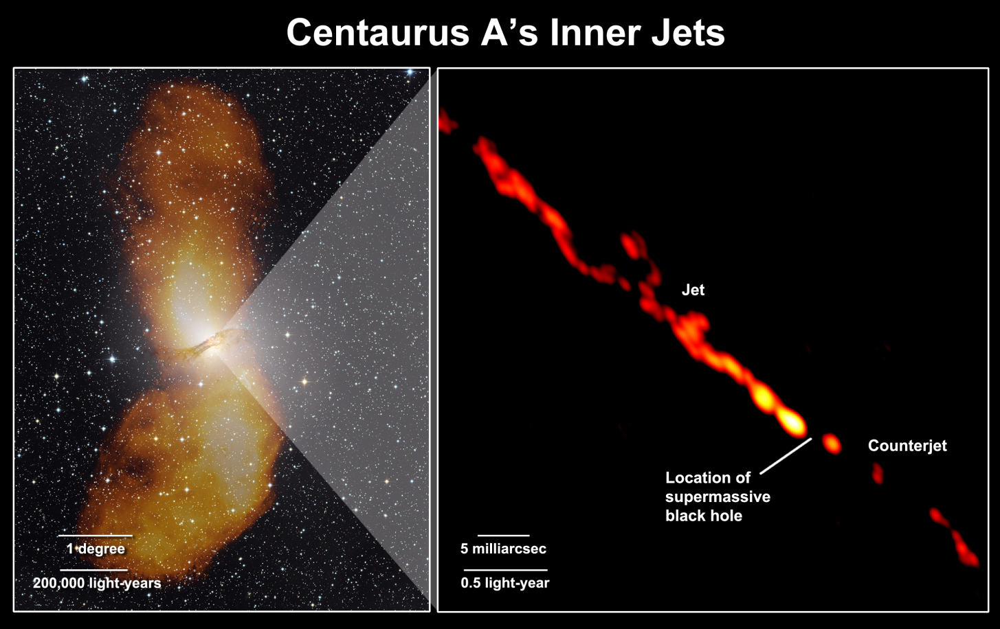 Centaurus A’s Inner Jets
1 degree
200,000 light-years
Jet
Counterjet
Location of
supermassive
black hole
5 milliarcsec
0.5 light-year